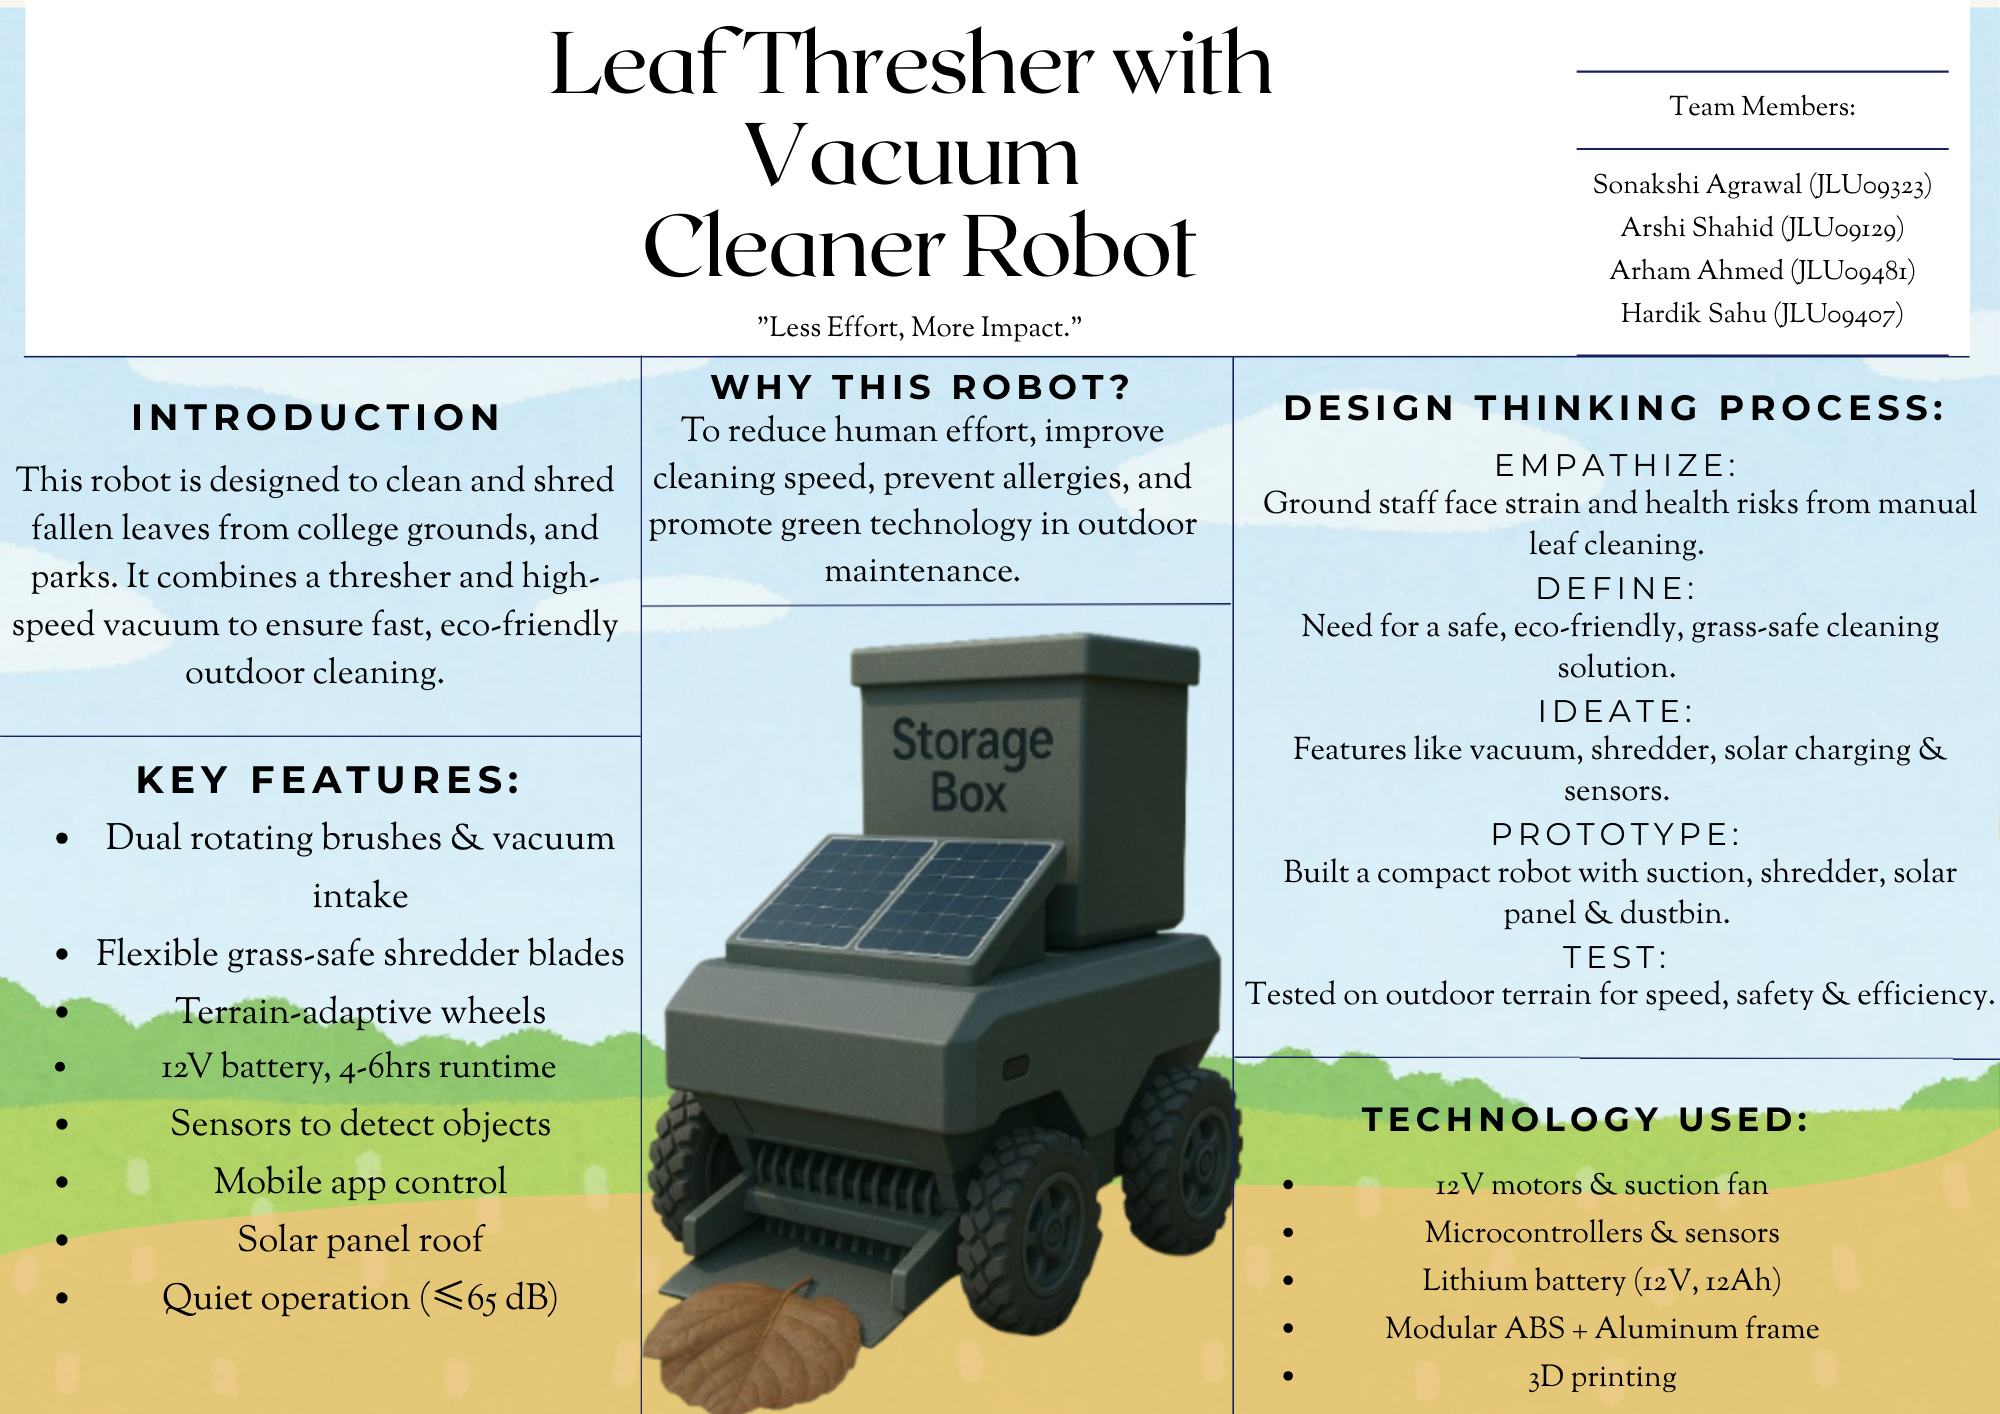 Leaf Thresher with
Vacuum
Cleaner Robot
"Less Effort, More Impact."
Team Members:
Sonakshi Agrawal (JLU09323)
Arshi Shahid (JLU09129)
Arham Ahmed (JLU09481)
Hardik Sahu (JLU09407)
INTRODUCTION
This robot is designed to clean and shred
fallen leaves from college grounds, and
parks. It combines a thresher and high-
speed vacuum to ensure fast, eco-friendly
outdoor cleaning.
KEY FEATURES:
• Dual rotating brushes & vacuum
intake
• Flexible grass-safe shredder blades
• Terrain-adaptive wheels
• 12V battery, 4-6hrs runtime
• Sensors to detect objects
• Mobile app control
• Solar panel roof
• Quiet operation (⩽65 dB)
WHY THIS ROBOT?
To reduce human effort, improve
cleaning speed, prevent allergies, and
promote green technology in outdoor
maintenance.
Storage
Box
DESIGN THINKING PROCESS:
EMPATHIZE:
Ground staff face strain and health risks from manual
leaf cleaning.
DEFINE:
Need for a safe, eco-friendly, grass-safe cleaning
solution.
IDEATE:
Features like vacuum, shredder, solar charging &
sensors.
PROTOTYPE:
Built a compact robot with suction, shredder, solar
panel & dustbin.
TEST:
Tested on outdoor terrain for speed, safety & efficiency.
TECHNOLOGY USED:
• 12V motors & suction fan
• Microcontrollers & sensors
• Lithium battery (12V, 12Ah)
• Modular ABS + Aluminum frame
• 3D printing